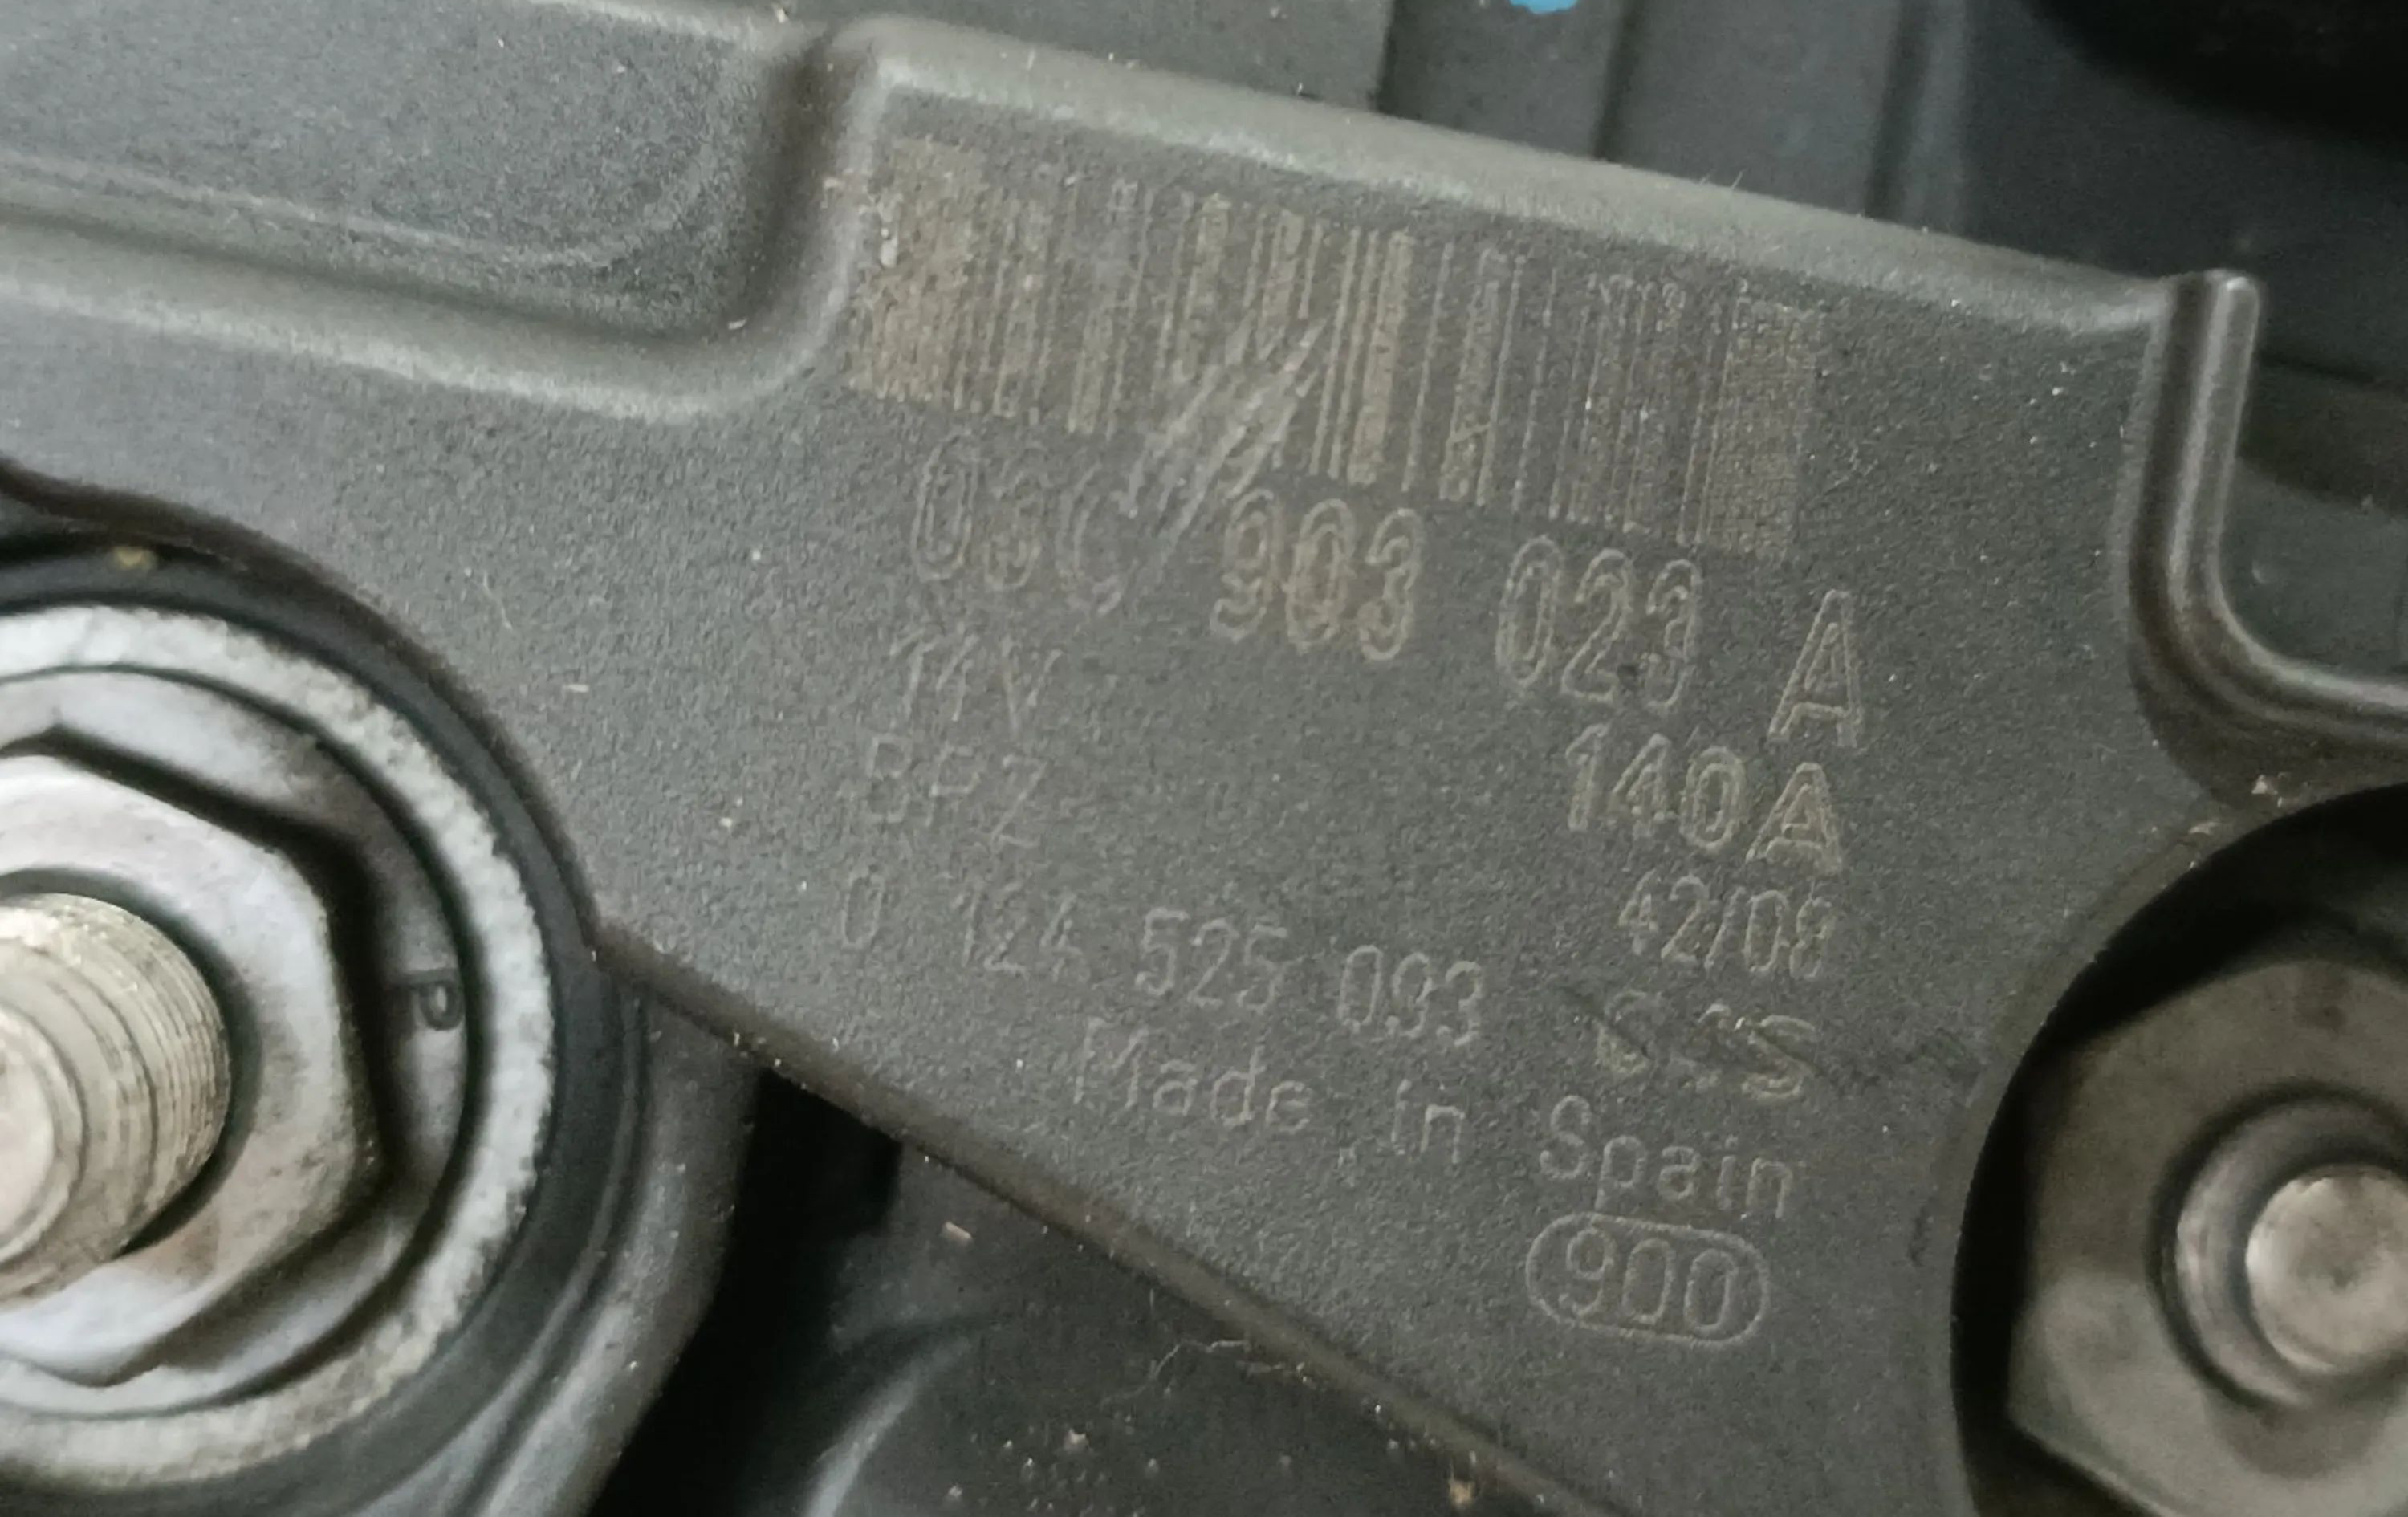 03C 903 023 A
14V 140A
BPZ 42/08
0 124 525 093
Made in Spain
900
P